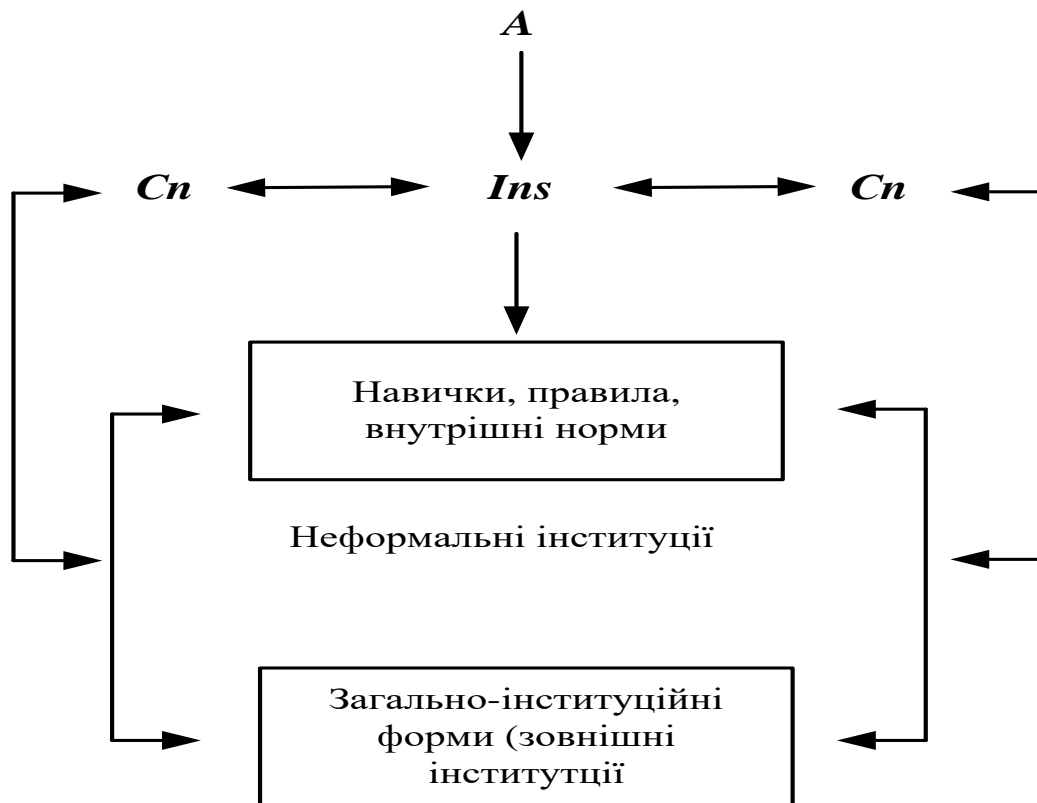 A
Cn Ins Cn
Навички, правила,
внутрішні норми
Неформальні інституції
Загально-інституційні
форми (зовнішні
інститутції